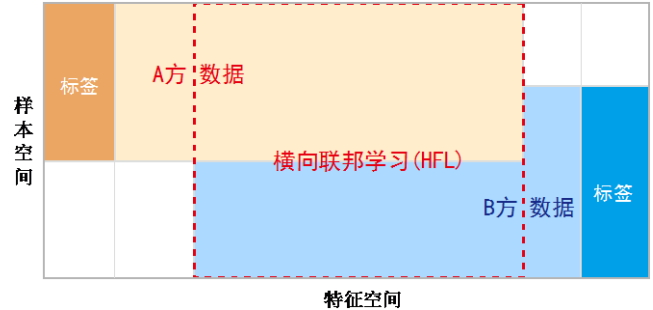 标签
A方 数据
样本空间
横向联邦学习(HFL)
B方 数据
标签
特征空间